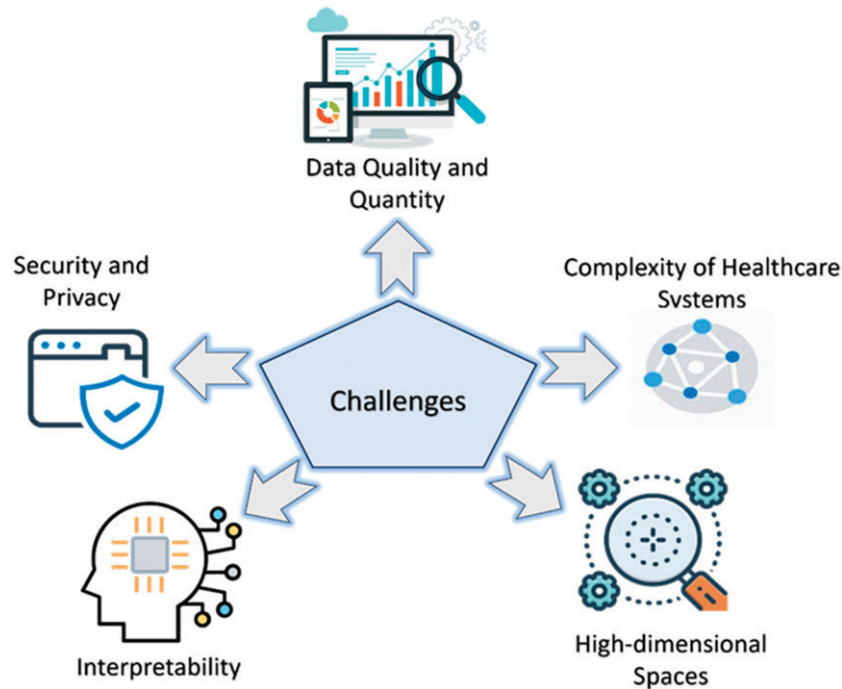 Data Quality and
Quantity
Security and
Privacy
Complexity of Healthcare
Systems
Challenges
Interpretability
High-dimensional
Spaces